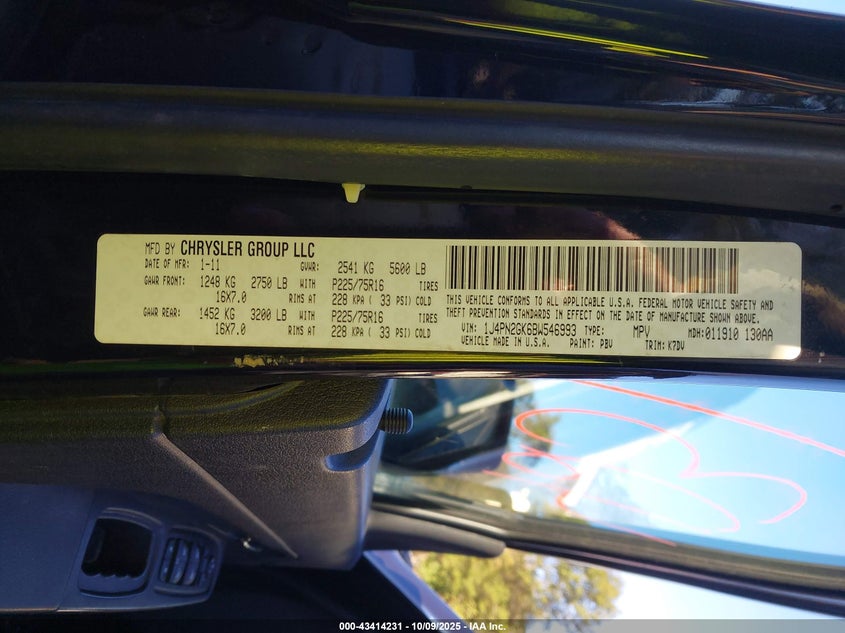 MFD BY CHRYSLER GROUP LLC
DATE OF MFR: 1-11 GVWR: 2541 KG 5600 LB
GAWR FRONT: 1248 KG 2750 LB WITH P225/75R16 TIRES
16X7.0 RIMS AT 228 KPA ( 33 PSI) COLD
GAWR REAR: 1452 KG 3200 LB WITH P225/75R16 TIRES
16X7.0 RIMS AT 228 KPA ( 33 PSI) COLD
THIS VEHICLE CONFORMS TO ALL APPLICABLE U.S.A. FEDERAL MOTOR VEHICLE SAFETY AND
THEFT PREVENTION STANDARDS IN EFFECT ON THE DATE OF MANUFACTURE SHOWN ABOVE.
VIN: 1J4PN2GK6BW546993 TYPE: MPV MDH:011910 130AA
VEHICLE MADE IN U.S.A. PAINT: PBV TRIM: K7DV
000-43414231 - 10/09/2025 - IAA Inc.